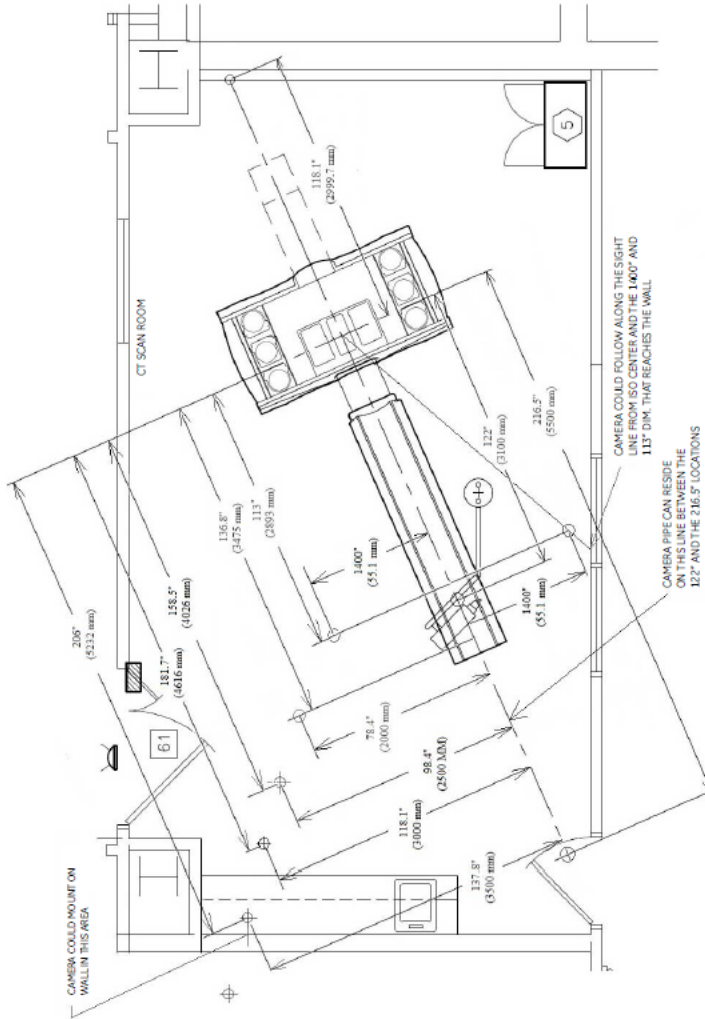 CT SCAN ROOM
118.1"
(2999.7 mm)
5
CAMERA COULD FOLLOW ALONG THE SIGHT
LINE FROM ISO CENTER AND THE 1400" AND
113" DIM. THAT REACHES THE WALL
216.5"
(5500 mm)
122"
(3100 mm)
CAMERA PIPE CAN RESIDE
ON THIS LINE BETWEEN THE
122" AND THE 216.5" LOCATIONS
113"
(2893 mm)
136.8"
(3475 mm)
158.5"
(4026 mm)
181.7"
(4616 mm)
206"
(5232 mm)
1400"
(55.1 mm)
1400"
(55.1 mm)
78.4"
(2000 mm)
98.4"
(2500 MM)
118.1"
(3000 mm)
137.8"
(3500 mm)
61
CAMERA COULD MOUNT ON
WALL IN THIS AREA